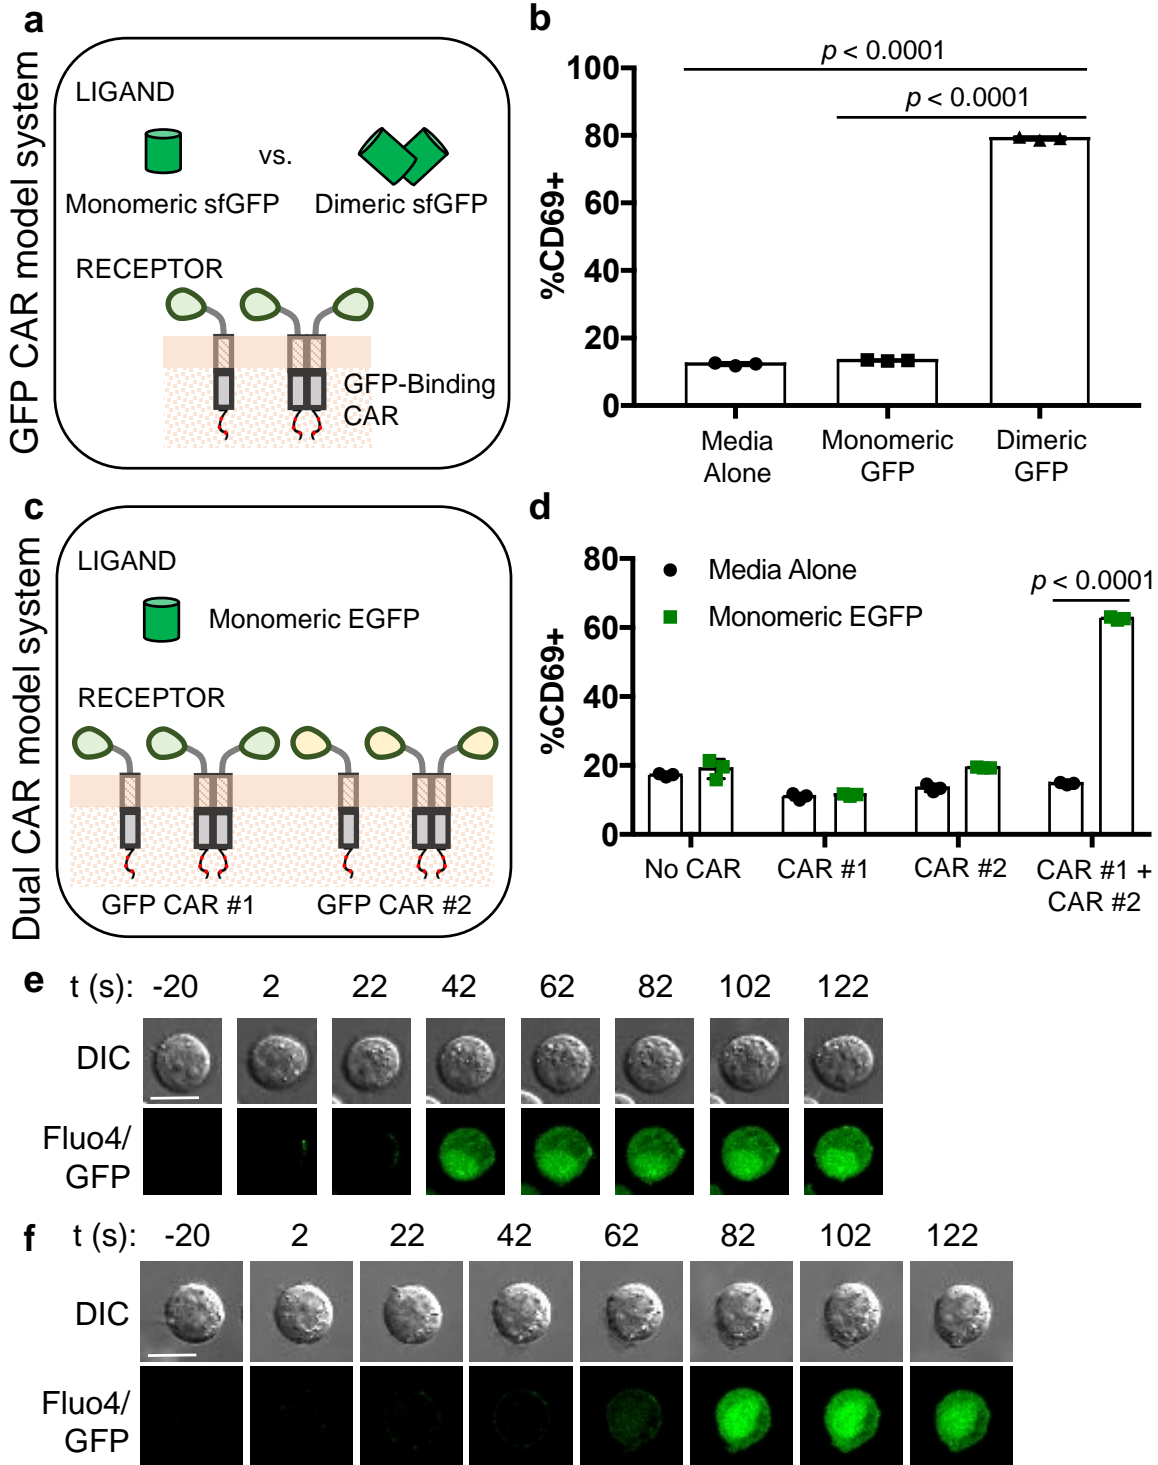 a
GFP CAR model system
LIGAND
vs.
Monomeric sfGFP
Dimeric sfGFP
RECEPTOR
GFP-Binding
CAR
b
p < 0.0001
p < 0.0001
%CD69+
100
80
60
40
20
0
Media
Alone
Monomeric
GFP
Dimeric
GFP
c
Dual CAR model system
LIGAND
Monomeric EGFP
RECEPTOR
GFP CAR #1
GFP CAR #2
d
Media Alone
Monomeric EGFP
p < 0.0001
%CD69+
80
60
40
20
0
No CAR
CAR #1
CAR #2
CAR #1 +
CAR #2
e
t (s): -20 2 22 42 62 82 102 122
DIC
Fluo4/
GFP
f
t (s): -20 2 22 42 62 82 102 122
DIC
Fluo4/
GFP